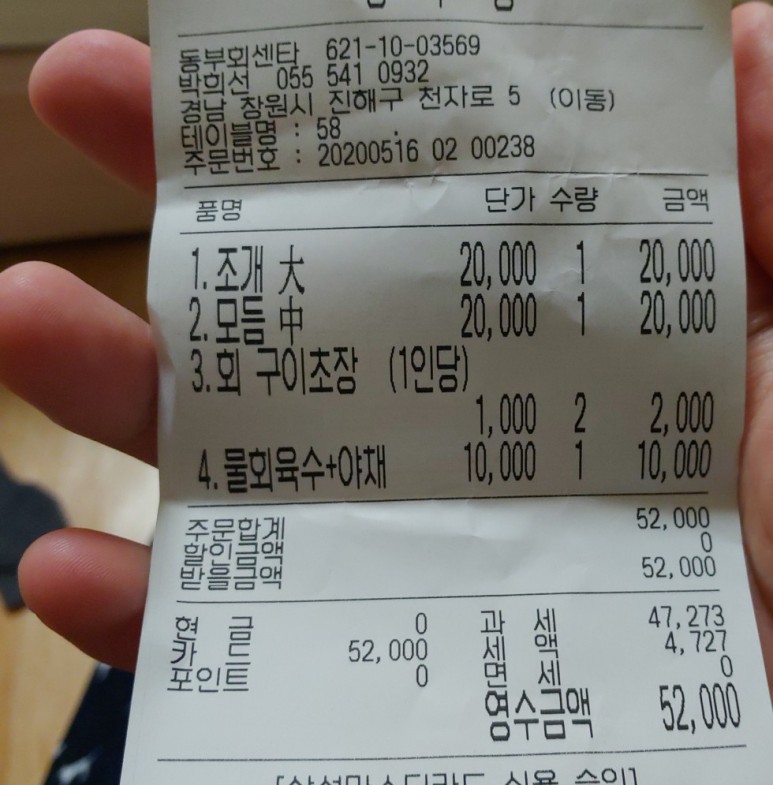 동부회센타 621-10-03569
박희선 055 541 0932
경남 창원시 진해구 천자로 5 (이동)
테이블명 : 58
주문번호 : 20200516 02 00238
품명 단가 수량 금액
1. 조개 大 20,000 1 20,000
2. 모듬 中 20,000 1 20,000
3. 회 구이초장 (1인당)
1,000 2 2,000
4. 물회육수+야채 10,000 1 10,000
주문합계 52,000
할인금액 0
받을금액 52,000
현 금 0 과 세 47,273
카 드 52,000 세 액 4,727
포인트 0 면 세 0
영수금액 52,000